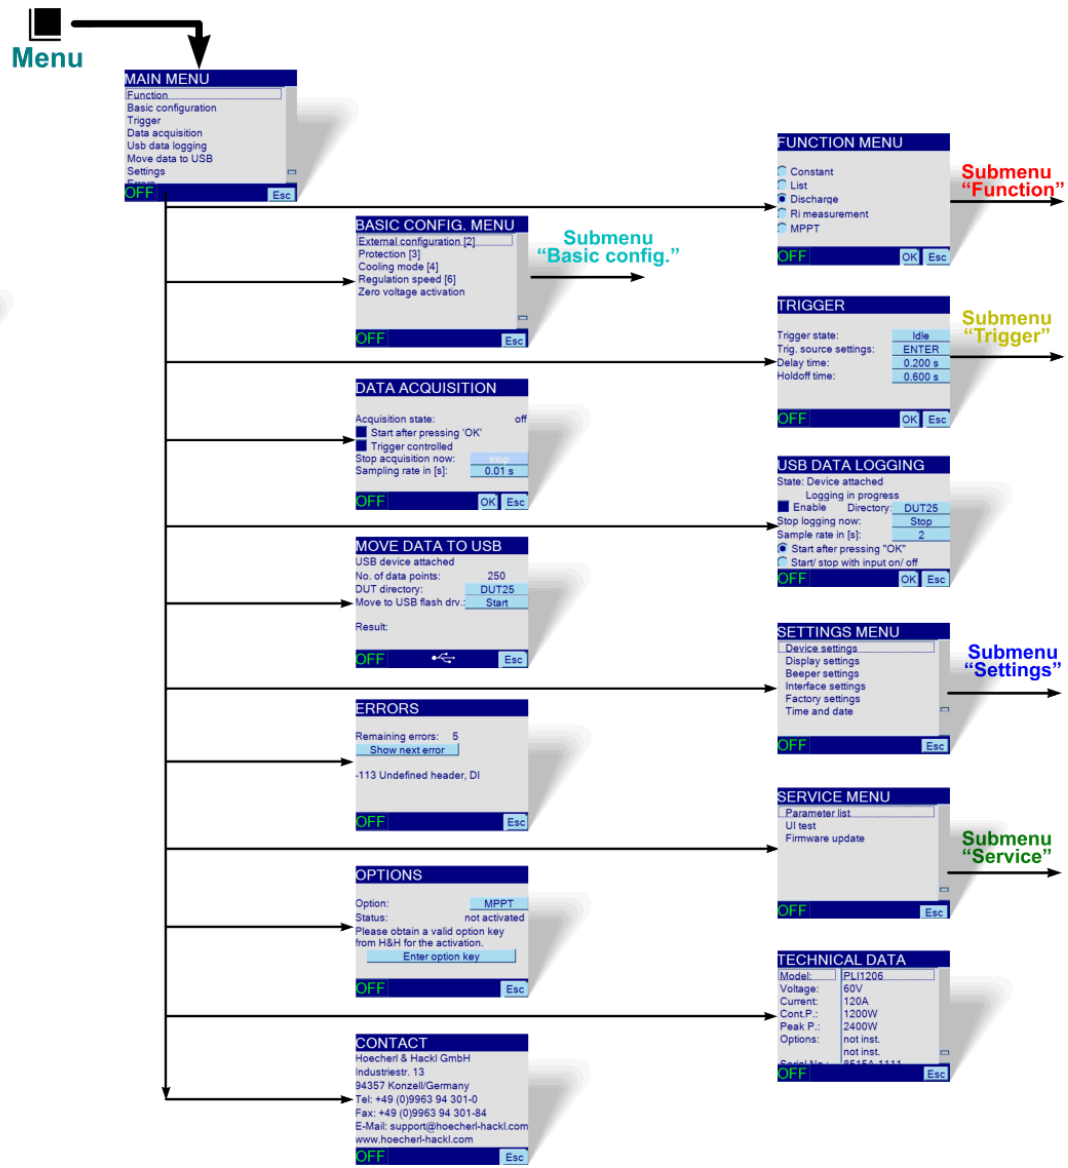 Menu
MAIN MENU
Function
Basic configuration
Trigger
Data acquisition
Usb data logging
Move data to USB
Settings
Errors
OFF Esc
FUNCTION MENU
Constant
List
Discharge
Ri measurement
MPPT
OFF OK Esc
Submenu
“Function”
BASIC CONFIG. MENU
External configuration [2]
Protection [3]
Cooling mode [4]
Regulation speed [6]
Zero voltage activation
OFF Esc
Submenu
“Basic config.”
TRIGGER
Trigger state: Idle
Trig. source settings: ENTER
Delay time: 0.200 s
Holdoff time: 0.600 s
OFF OK Esc
Submenu
“Trigger”
DATA ACQUISITION
Acquisition state: off
Start after pressing 'OK'
Trigger controlled
Stop acquisition now: stop
Sampling rate in [s]: 0.01 s
OFF OK Esc
USB DATA LOGGING
State: Device attached
Logging in progress
Enable Directory: DUT25
Stop logging now: Stop
Sample rate in [s]: 2
Start after pressing "OK"
Start/ stop with input on/ off
OFF OK Esc
MOVE DATA TO USB
USB device attached
No. of data points: 250
DUT directory: DUT25
Move to USB flash drv.: Start
Result:
OFF Esc
SETTINGS MENU
Device settings
Display settings
Beeper settings
Interface settings
Factory settings
Time and date
OFF Esc
Submenu
“Settings”
ERRORS
Remaining errors: 5
Show next error
-113 Undefined header, DI
OFF Esc
SERVICE MENU
Parameter list
UI test
Firmware update
OFF Esc
Submenu
“Service”
OPTIONS
Option: MPPT
Status: not activated
Please obtain a valid option key
from H&H for the activation.
Enter option key
OFF Esc
TECHNICAL DATA
Model: PLI1206
Voltage: 60V
Current: 120A
Cont.P.: 1200W
Peak P.: 2400W
Options: not inst.
not inst.
Serial No.: 8515A 1111
OFF Esc
CONTACT
Hoecherl & Hackl GmbH
Industriestr. 13
94357 Konzell/Germany
Tel: +49 (0)9963 94 301-0
Fax: +49 (0)9963 94 301-84
E-Mail: support@hoecherl-hackl.com
www.hoecherl-hackl.com
OFF Esc